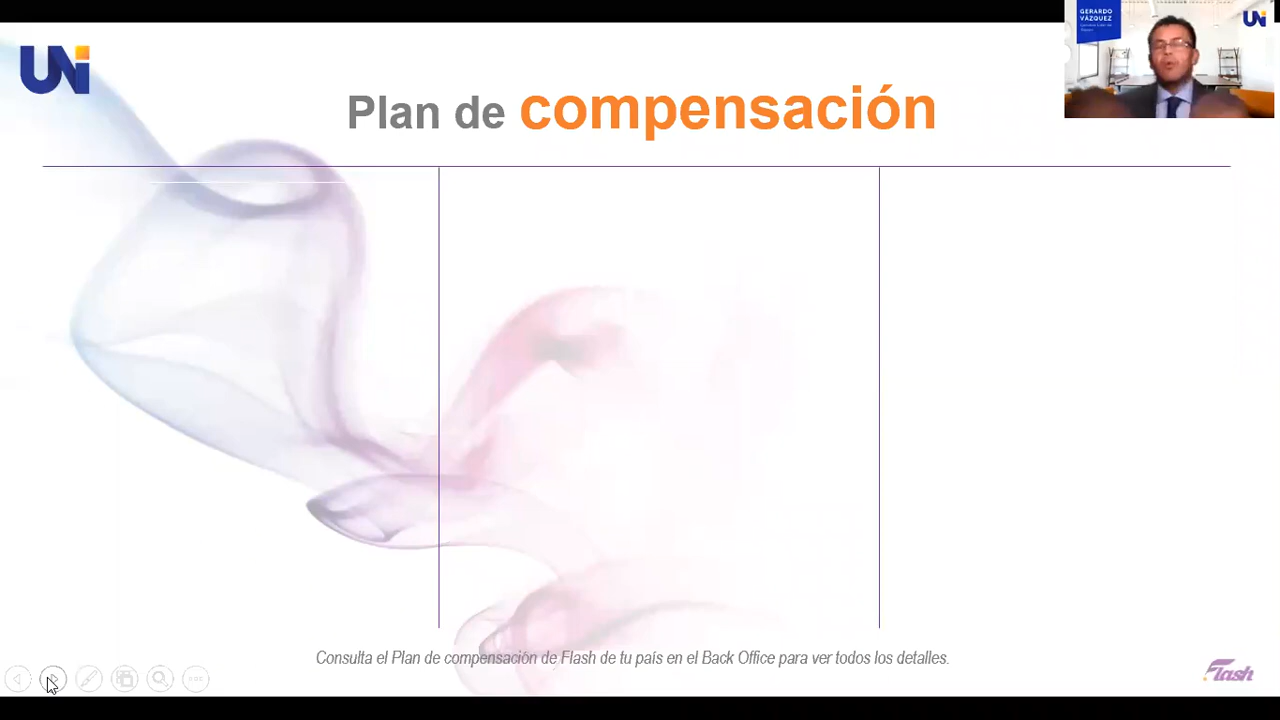 UNi
Plan de compensación
GERARDO
VÁZQUEZ
UNi
Consulta el Plan de compensación de Flash de tu país en el Back Office para ver todos los detalles.
Flash